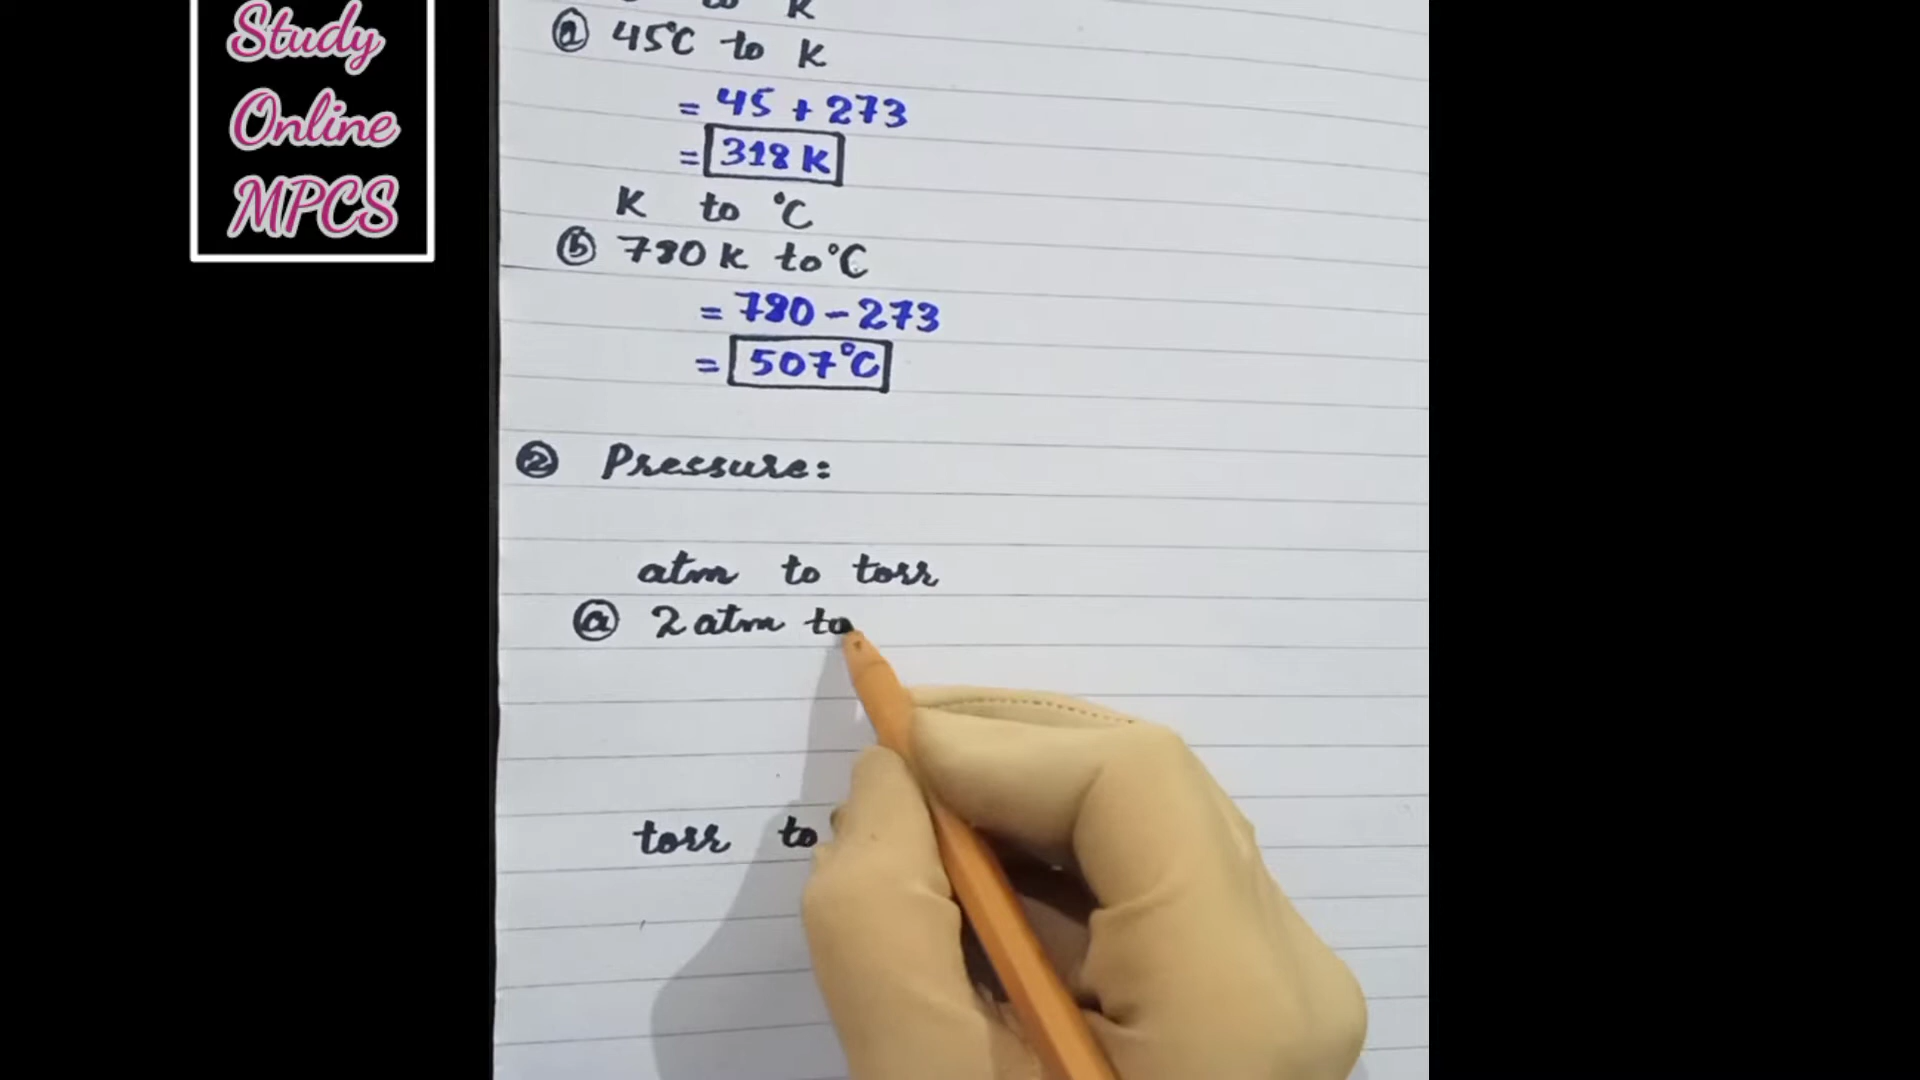 Study
Online
MPCS
to K
ⓐ 45°C to K
= 45 + 273
= 318 K
K to °C
ⓑ 780 K to °C
= 780 - 273
= 507°C
② Pressure:
atm to torr
ⓐ 2 atm to
torr to